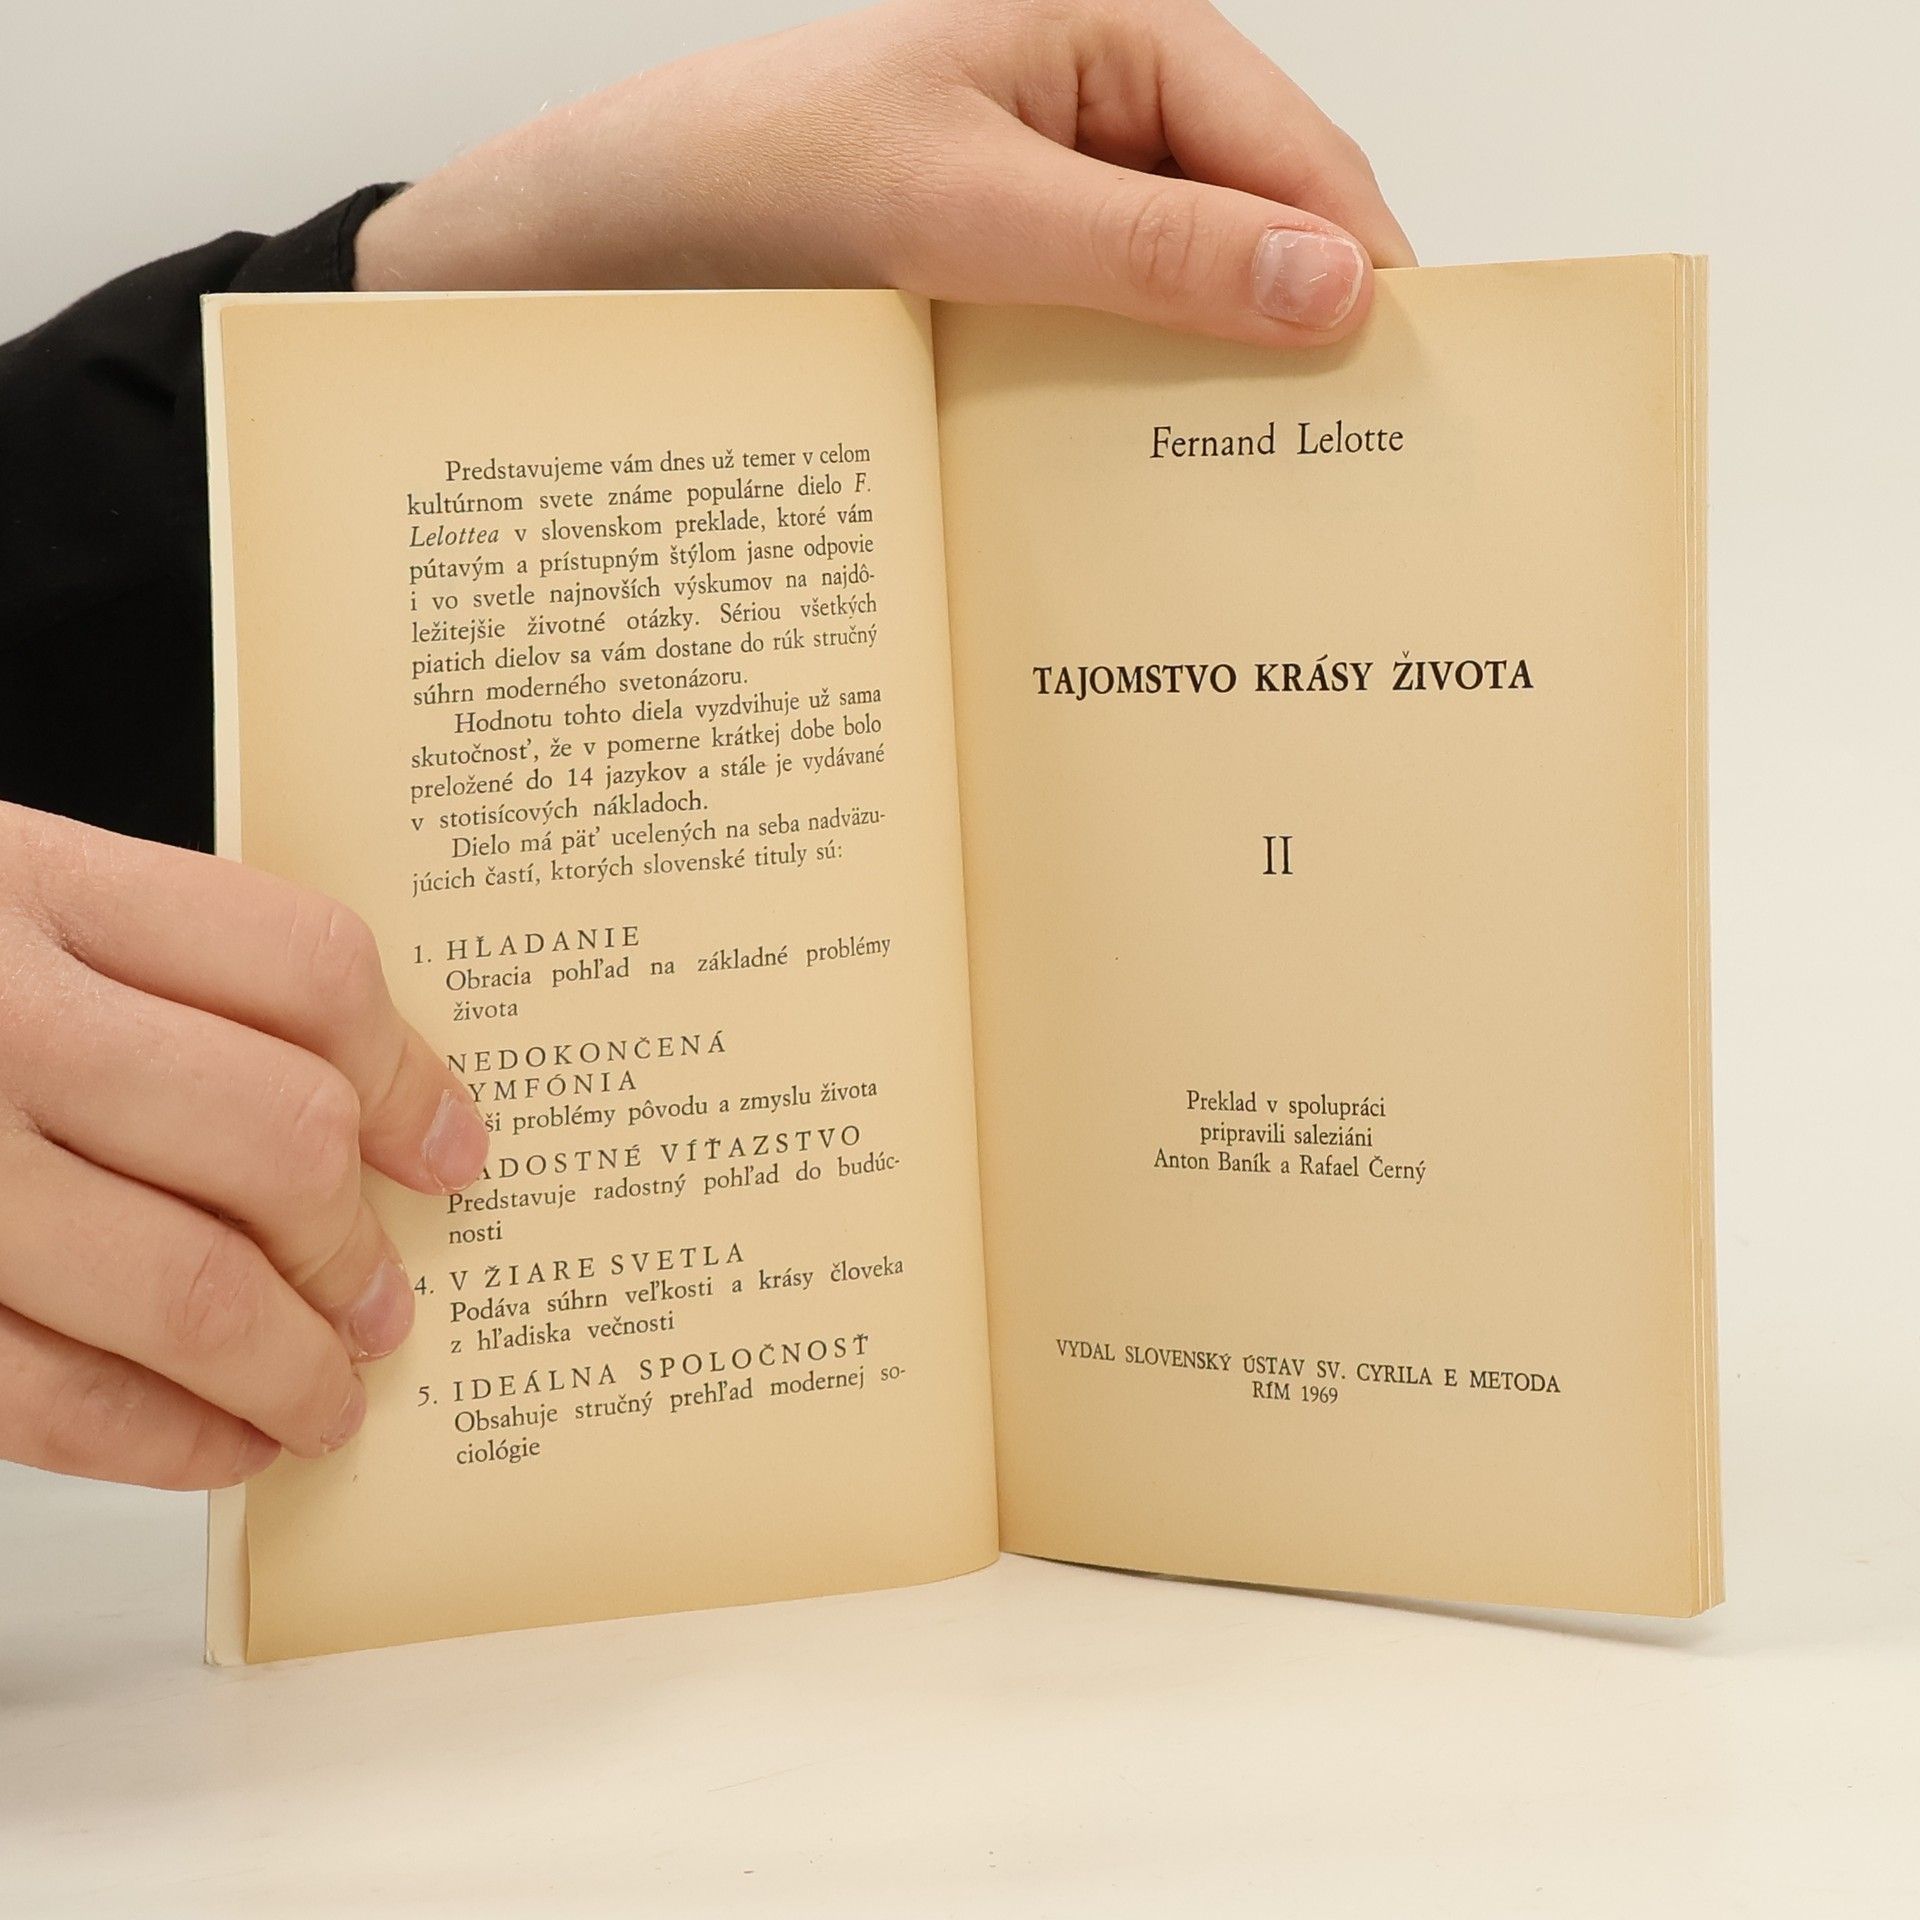 Predstavujeme vám dnes už temer v celom
kultúrnom svete známe populárne dielo F.
Lelottea v slovenskom preklade, ktoré vám
pútavým a prístupným štýlom jasne odpovie
i vo svetle najnovších výskumov na najdô-
ležitejšie životné otázky. Sériou všetkých
piatich dielov sa vám dostane do rúk stručný
súhrn moderného svetonázoru.
Hodnotu tohto diela vyzdvihuje už sama
skutočnosť, že v pomerne krátkej dobe bolo
preložené do 14 jazykov a stále je vydávané
v stotisícových nákladoch.
Dielo má päť ucelených na seba nadväzu-
júcich častí, ktorých slovenské tituly sú:
1. HĽADANIE
Obracia pohľad na základné problémy
života
NEDOKONČENÁ
YMFÓNIA
ši problémy pôvodu a zmyslu života
ADOSTNÉ VÍŤAZSTVO
Predstavuje radostný pohľad do budúc-
nosti
4. V ŽIARE SVETLA
Podáva súhrn veľkosti a krásy človeka
z hľadiska večnosti
5. IDEÁLNA SPOLOČNOSŤ
Obsahuje stručný prehľad modernej so-
ciológie
Fernand Lelotte
TAJOMSTVO KRÁSY ŽIVOTA
II
Preklad v spolupráci
pripravili saleziáni
Anton Baník a Rafael Černý
VYDAL SLOVENSKÝ ÚSTAV SV. CYRILA E METODA
RÍM 1969